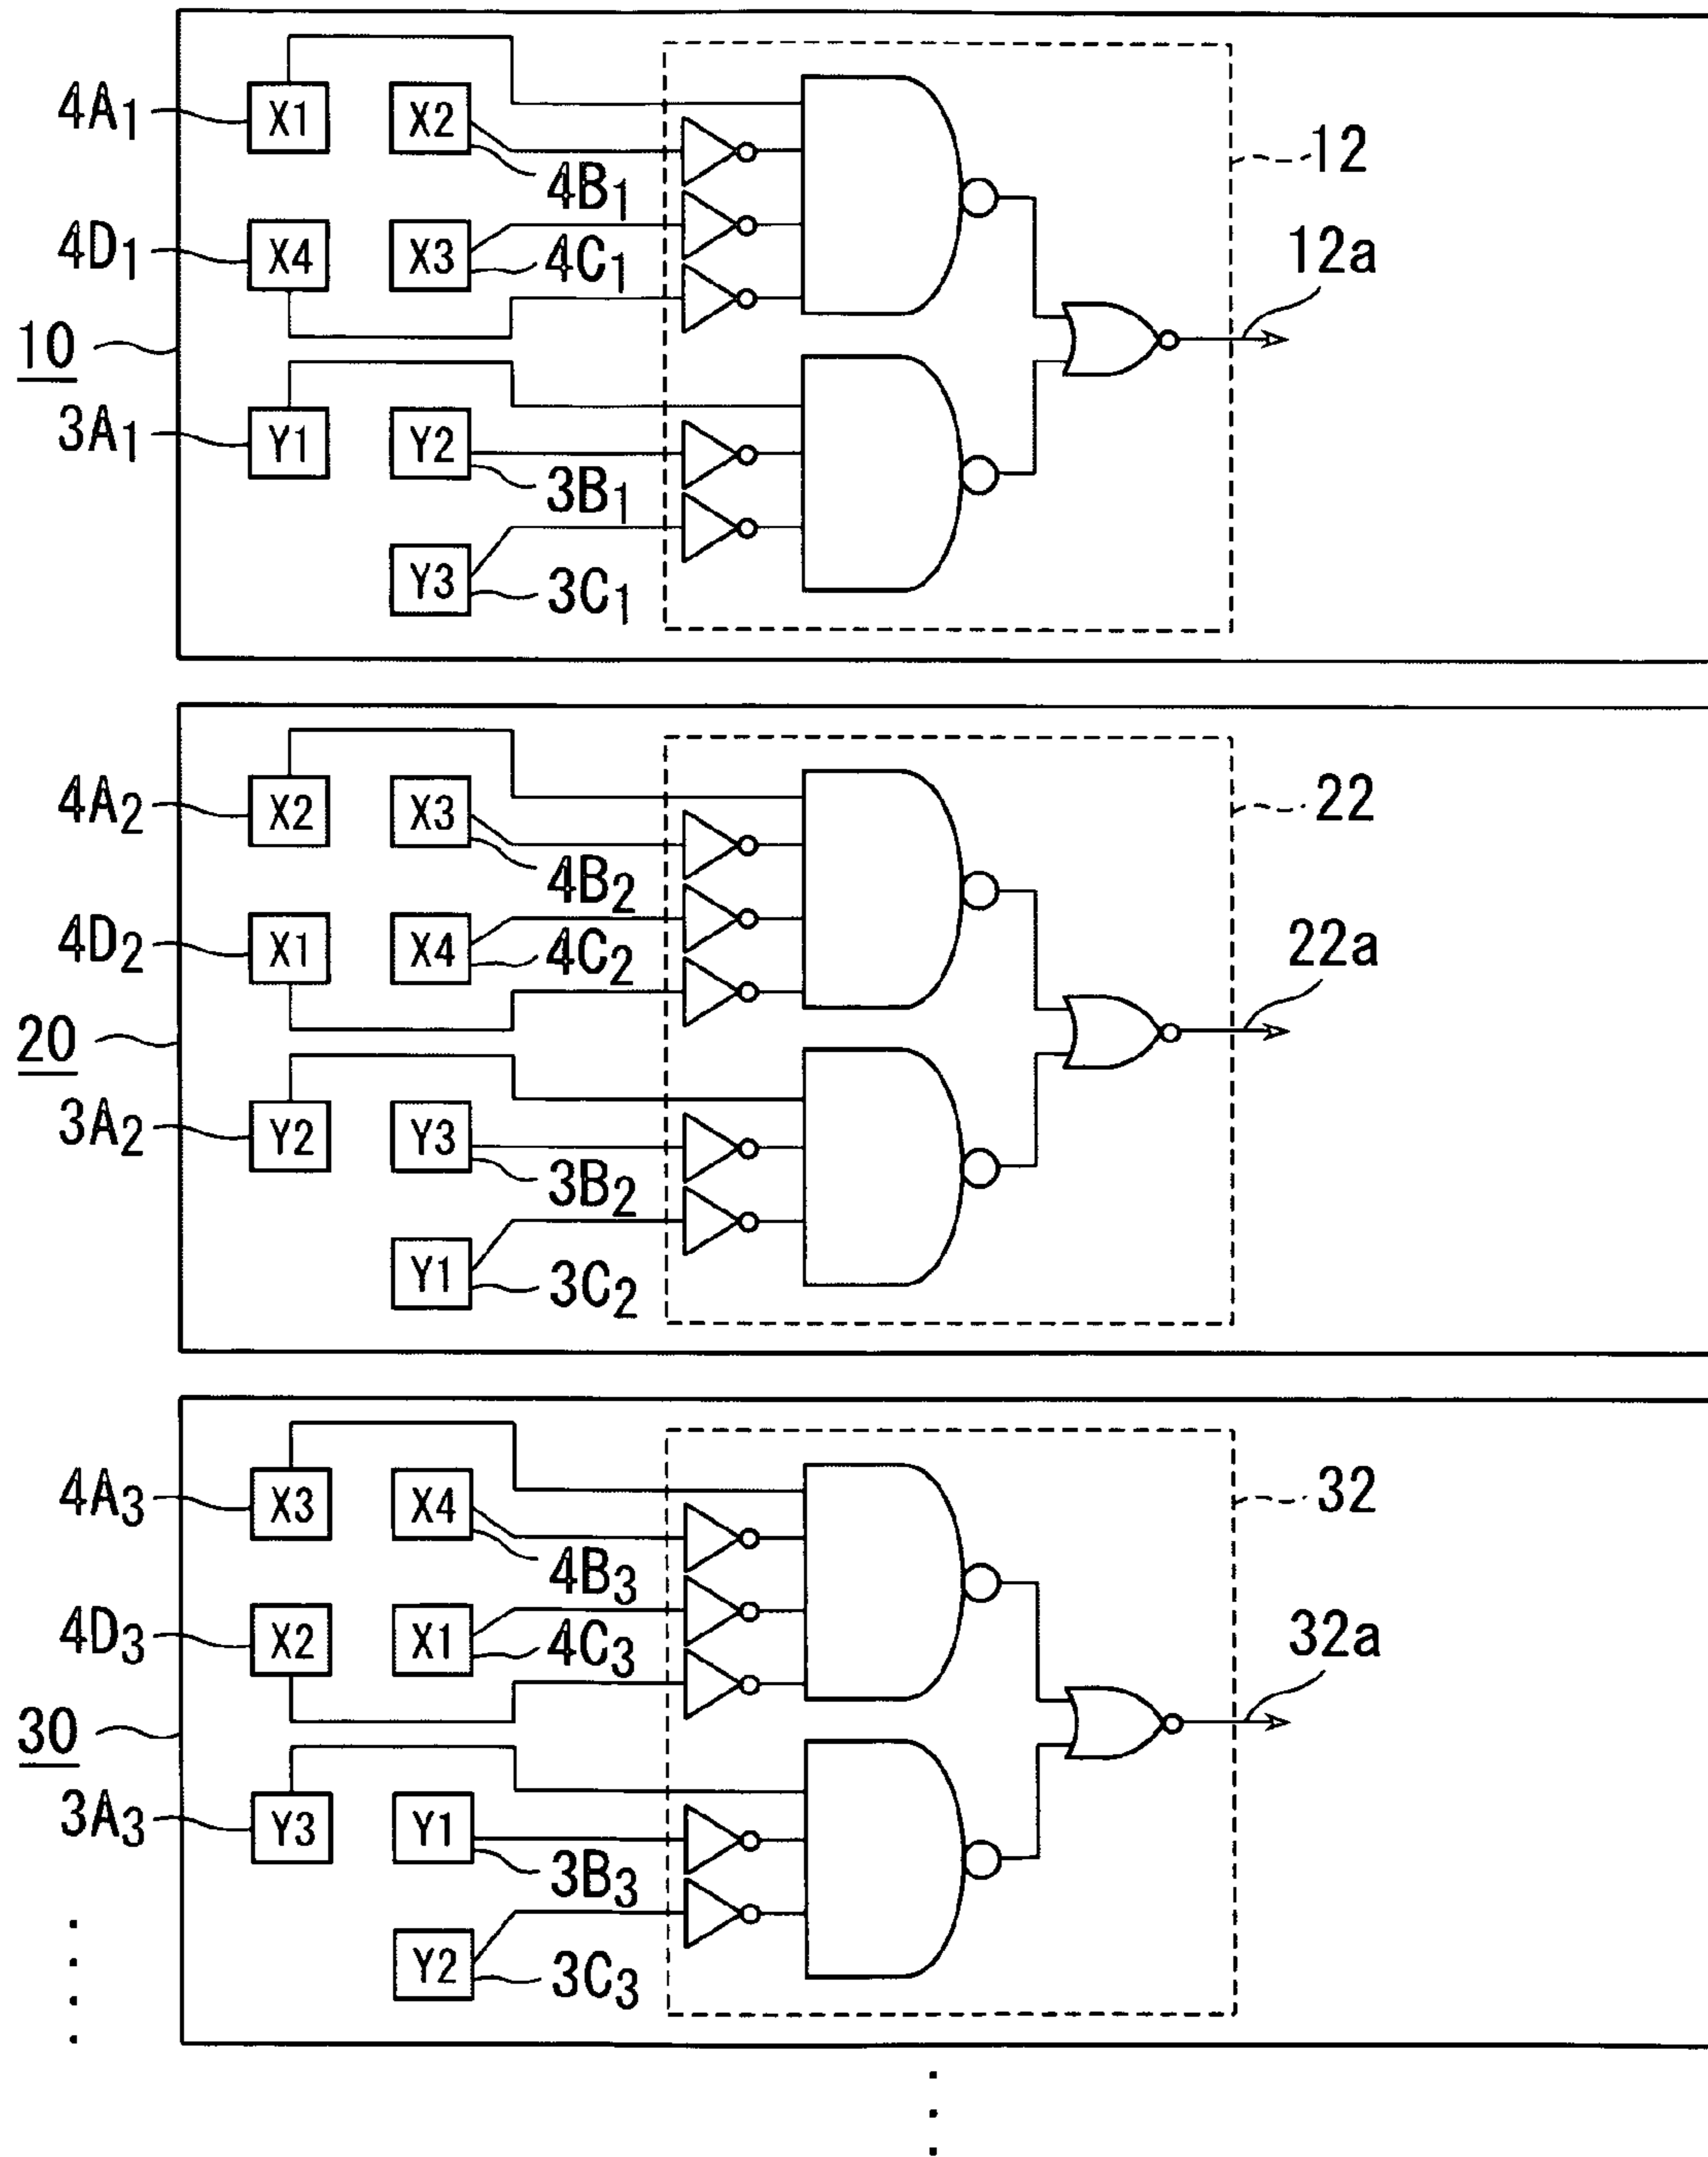 4A1 X1 X2 12
4B1
4D1 X4 X3 4C1 12a
10
3A1 Y1 Y2
3B1
Y3 3C1
4A2 X2 X3 22
4B2
4D2 X1 X4 4C2 22a
20
3A2 Y2 Y3
3B2
Y1 3C2
4A3 X3 X4 32
4B3
4D3 X2 X1 4C3 32a
30
3A3 Y3 Y1
3B3
Y2 3C3